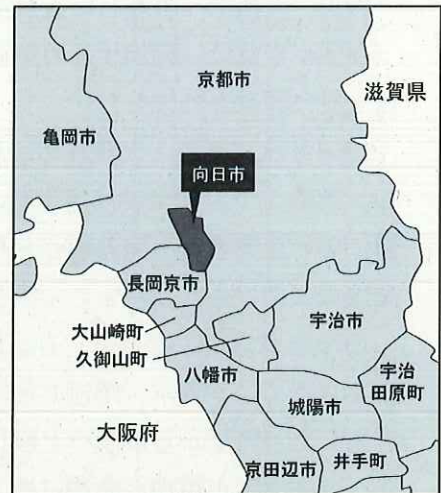 京都市
滋賀県
亀岡市
向日市
長岡京市
大山崎町
宇治市
久御山町
八幡市
宇治
田原町
城陽市
大阪府
京田辺市
井手町